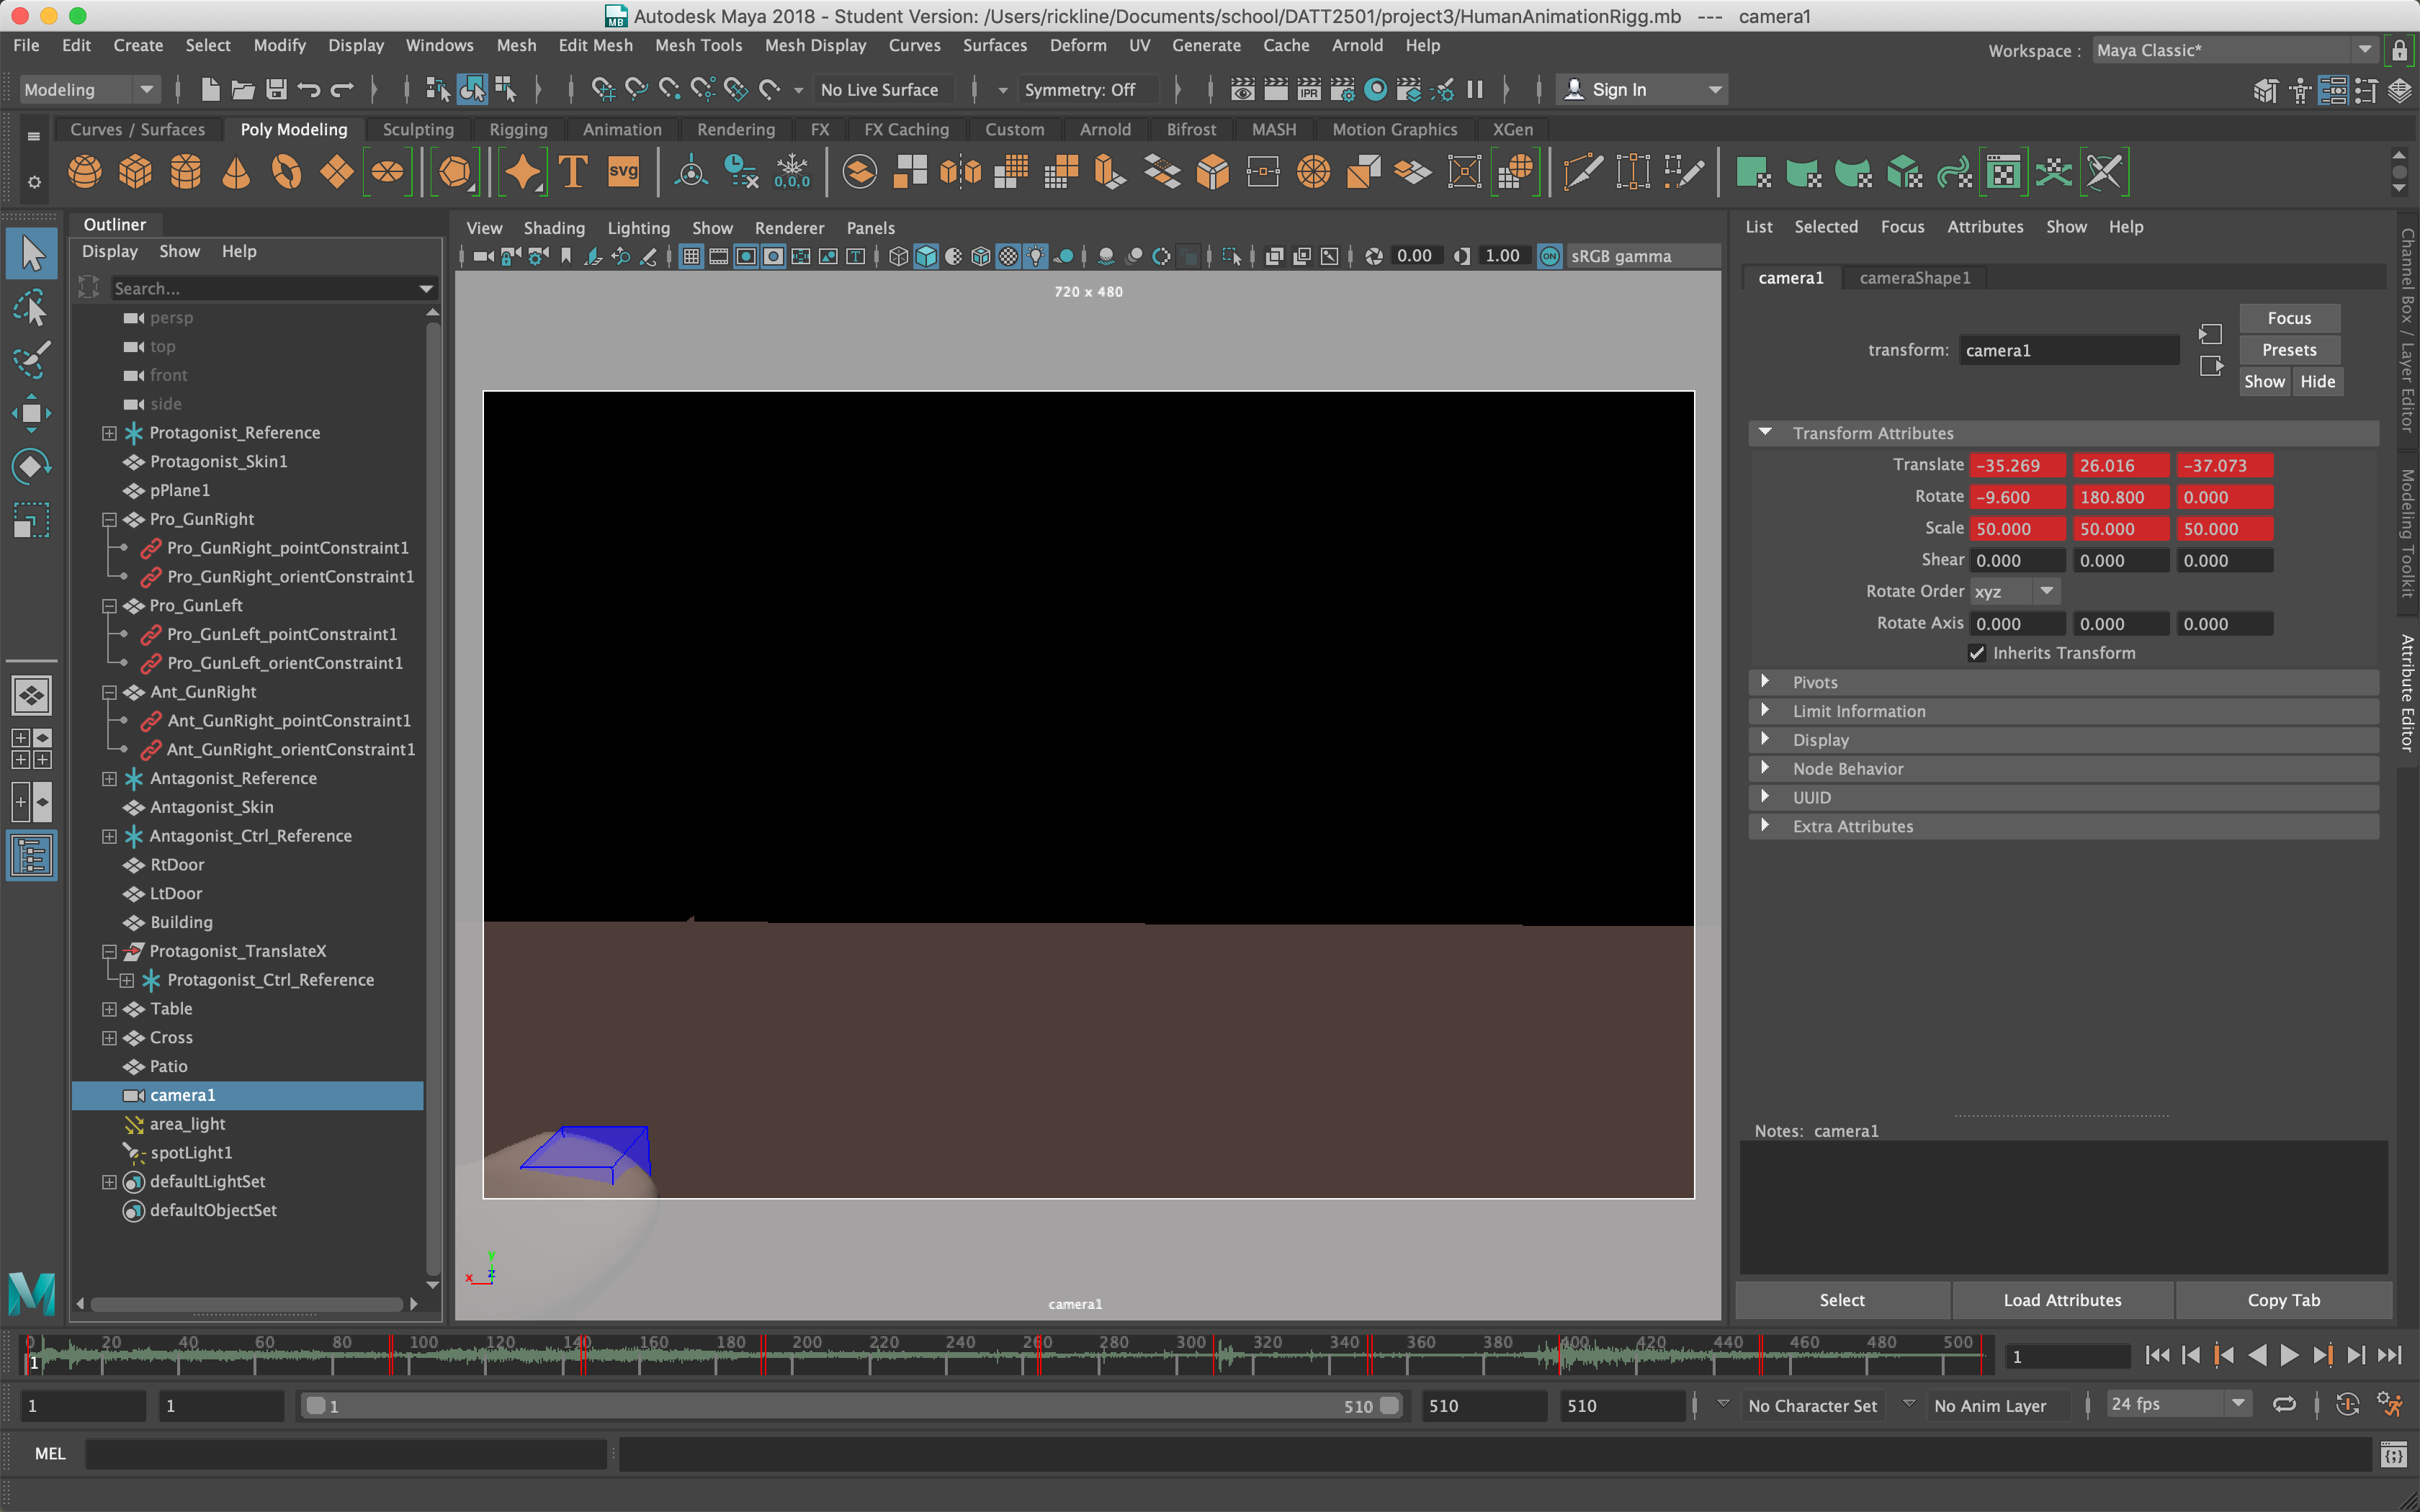 Autodesk Maya 2018 - Student Version: /Users/rickline/Documents/school/DATT2501/project3/HumanAnimationRigg.mb   ---   camera1
File Edit Create Select Modify Display Windows Mesh Edit Mesh Mesh Tools Mesh Display Curves Surfaces Deform UV Generate Cache Arnold Help
Workspace : Maya Classic*
Modeling No Live Surface Symmetry: Off IPR Sign In
Curves / Surfaces Poly Modeling Sculpting Rigging Animation Rendering FX FX Caching Custom Arnold Bifrost MASH Motion Graphics XGen
T svg 0,0,0
Outliner
Display Show Help
Search...
persp
top
front
side
Protagonist_Reference
Protagonist_Skin1
pPlane1
Pro_GunRight
Pro_GunRight_pointConstraint1
Pro_GunRight_orientConstraint1
Pro_GunLeft
Pro_GunLeft_pointConstraint1
Pro_GunLeft_orientConstraint1
Ant_GunRight
Ant_GunRight_pointConstraint1
Ant_GunRight_orientConstraint1
Antagonist_Reference
Antagonist_Skin
Antagonist_Ctrl_Reference
RtDoor
LtDoor
Building
Protagonist_TranslateX
Protagonist_Ctrl_Reference
Table
Cross
Patio
camera1
area_light
spotLight1
defaultLightSet
defaultObjectSet
View Shading Lighting Show Renderer Panels
0.00 1.00 ON sRGB gamma
720 x 480
Y
X Z
camera1
List Selected Focus Attributes Show Help
camera1 cameraShape1
Focus
transform: camera1
Presets
Show Hide
Transform Attributes
Translate -35.269 26.016 -37.073
Rotate -9.600 180.800 0.000
Scale 50.000 50.000 50.000
Shear 0.000 0.000 0.000
Rotate Order xyz
Rotate Axis 0.000 0.000 0.000
Inherits Transform
Pivots
Limit Information
Display
Node Behavior
UUID
Extra Attributes
Notes: camera1
Select Load Attributes Copy Tab
Channel Box / Layer Editor
Modeling Toolkit
Attribute Editor
0 20 40 60 80 100 120 140 160 180 200 220 240 260 280 300 320 340 360 380 400 420 440 460 480 500
1
1
1 1 1 510 510 510 No Character Set No Anim Layer 24 fps
MEL